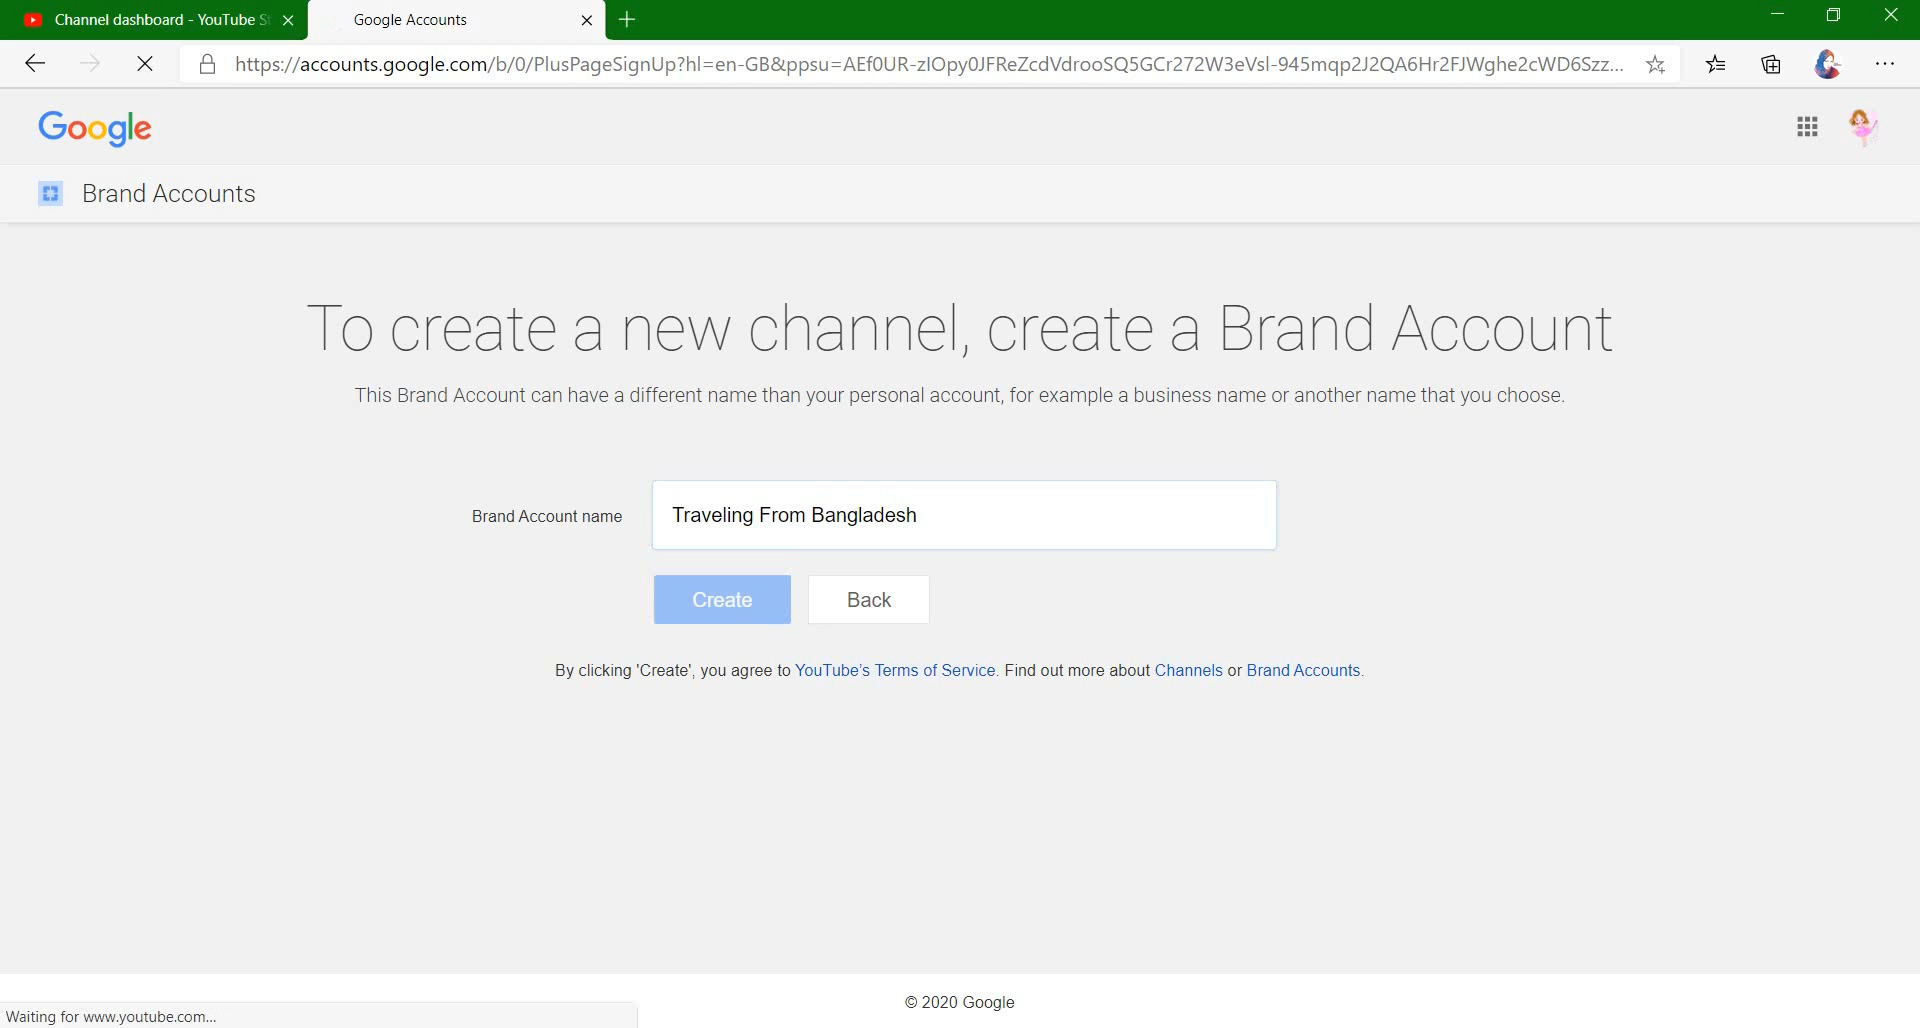 Channel dashboard - YouTube S
Google Accounts
https://accounts.google.com/b/0/PlusPageSignUp?hl=en-GB&ppsu=AEf0UR-zIOpy0JFReZcdVdrooSQ5GCr272W3eVsl-945mqp2J2QA6Hr2FJWghe2cWD6Szz...
Google
Brand Accounts
To create a new channel, create a Brand Account
This Brand Account can have a different name than your personal account, for example a business name or another name that you choose.
Brand Account name
Traveling From Bangladesh
Create
Back
By clicking 'Create', you agree to YouTube's Terms of Service. Find out more about Channels or Brand Accounts.
© 2020 Google
Waiting for www.youtube.com...